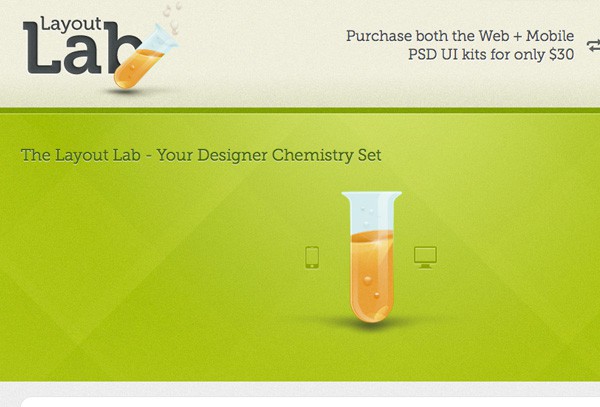 Layout
Lab
Purchase both the Web + Mobile
PSD UI kits for only $30
The Layout Lab - Your Designer Chemistry Set